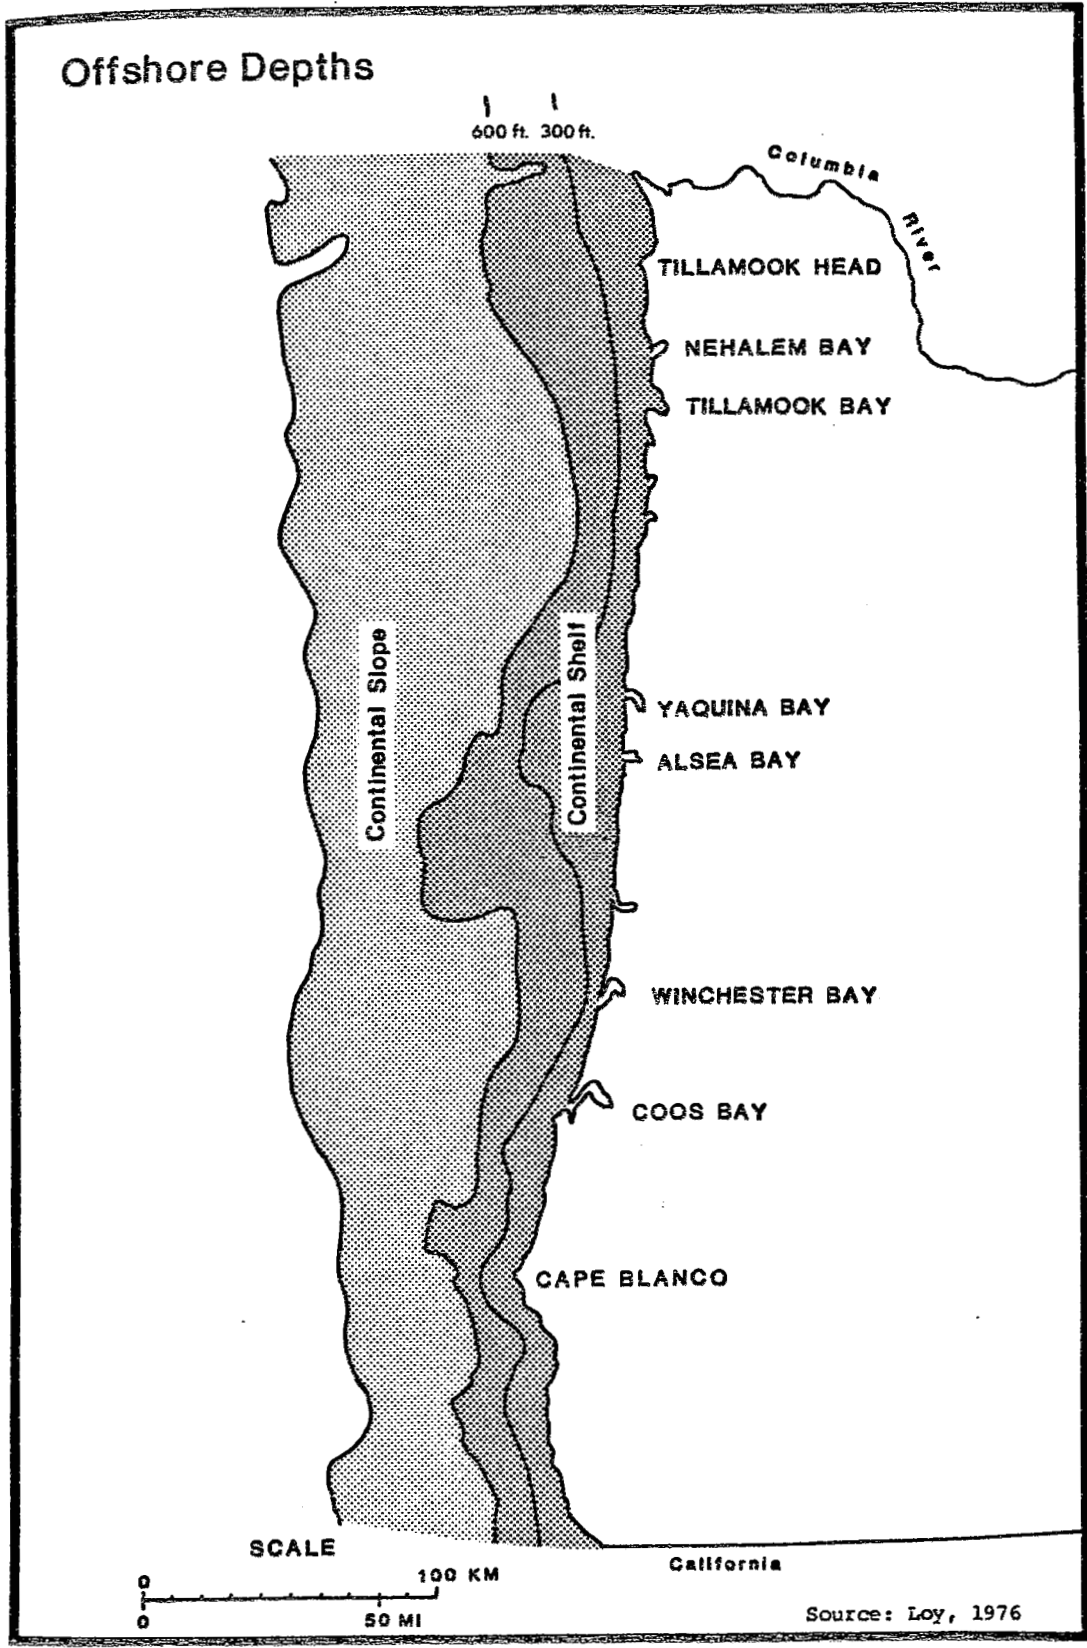 Offshore Depths
600 ft. 300 ft.
Columbia
River
TILLAMOOK HEAD
NEHALEM BAY
TILLAMOOK BAY
Continental Slope
Continental Shelf
YAQUINA BAY
ALSEA BAY
WINCHESTER BAY
COOS BAY
CAPE BLANCO
SCALE
0 100 KM
0 50 MI
California
Source: Loy, 1976